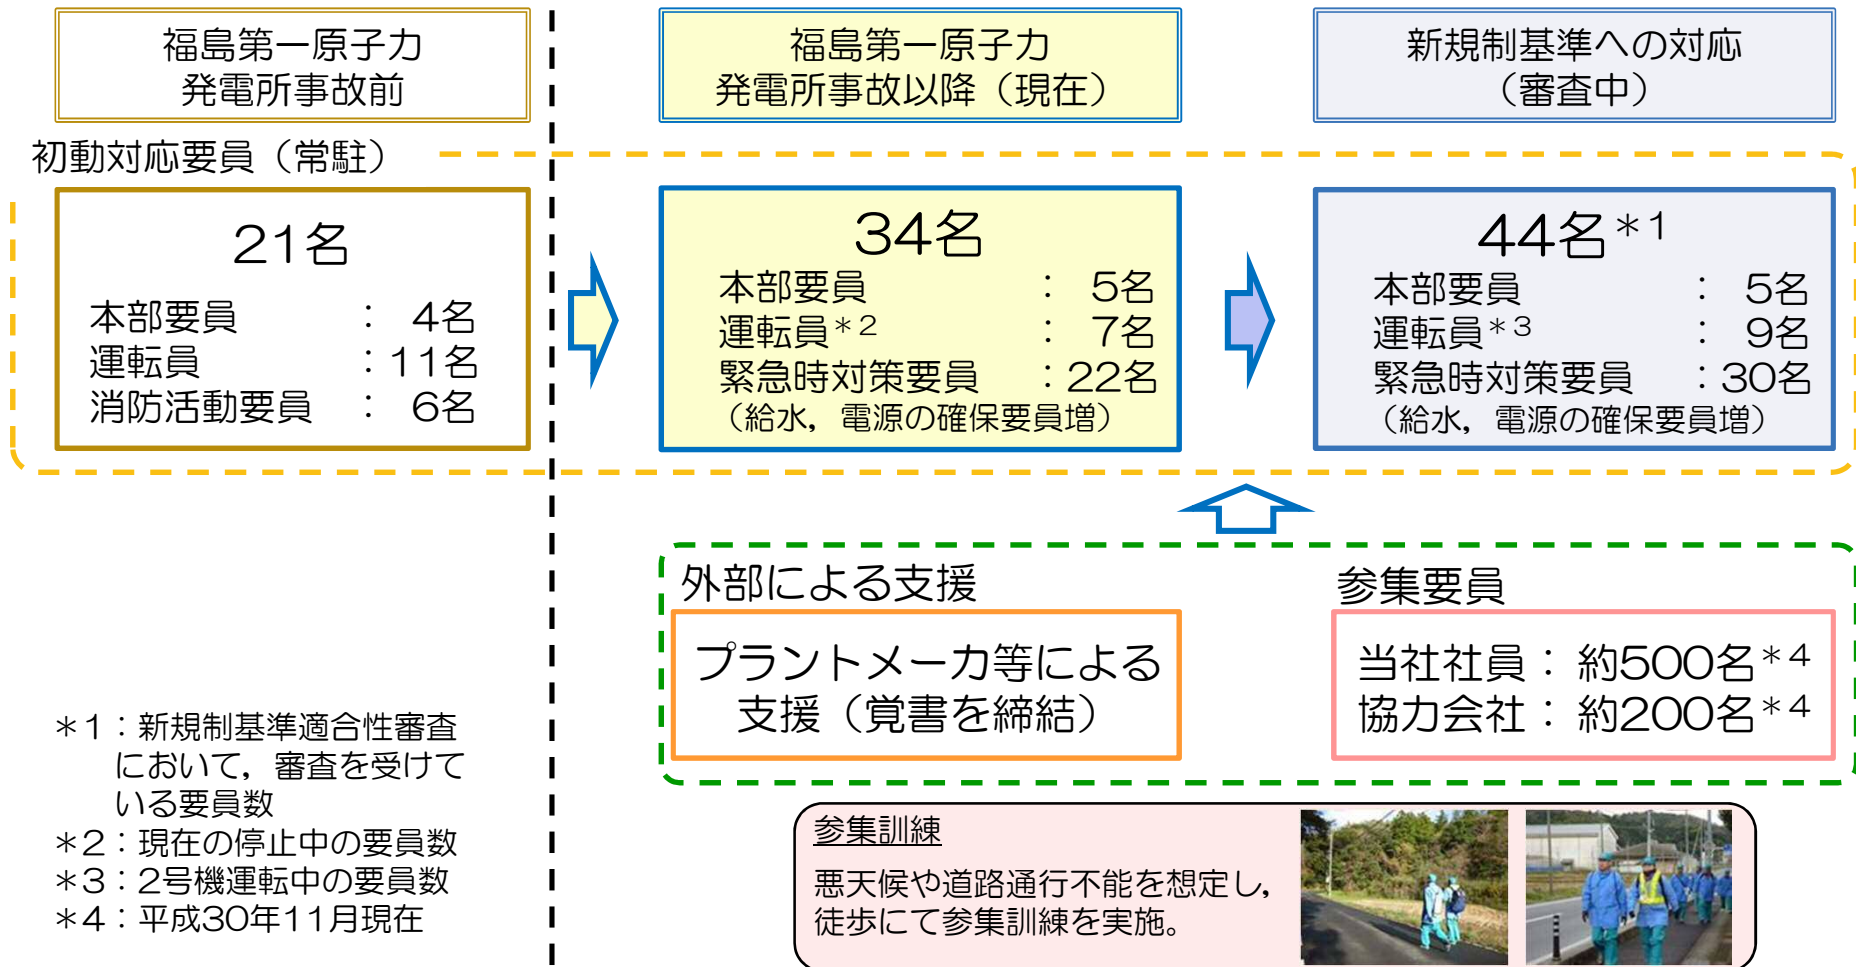 福島第一原子力
発電所事故前
福島第一原子力
発電所事故以降（現在）
新規制基準への対応
（審査中）
初動対応要員（常駐）
21名
本部要員　　　：　4名
運転員　　　　：11名
消防活動要員　：　6名
34名
本部要員　　　　：　5名
運転員＊2　　　　：　7名
緊急時対策要員　：22名
（給水，電源の確保要員増）
44名＊1
本部要員　　　　：　5名
運転員＊3　　　　：　9名
緊急時対策要員　：30名
（給水，電源の確保要員増）
外部による支援
プラントメーカ等による
支援（覚書を締結）
参集要員
当社社員：約500名＊4
協力会社：約200名＊4
＊1：新規制基準適合性審査
において，審査を受けて
いる要員数
＊2：現在の停止中の要員数
＊3：2号機運転中の要員数
＊4：平成30年11月現在
参集訓練
悪天候や道路通行不能を想定し，
徒歩にて参集訓練を実施。